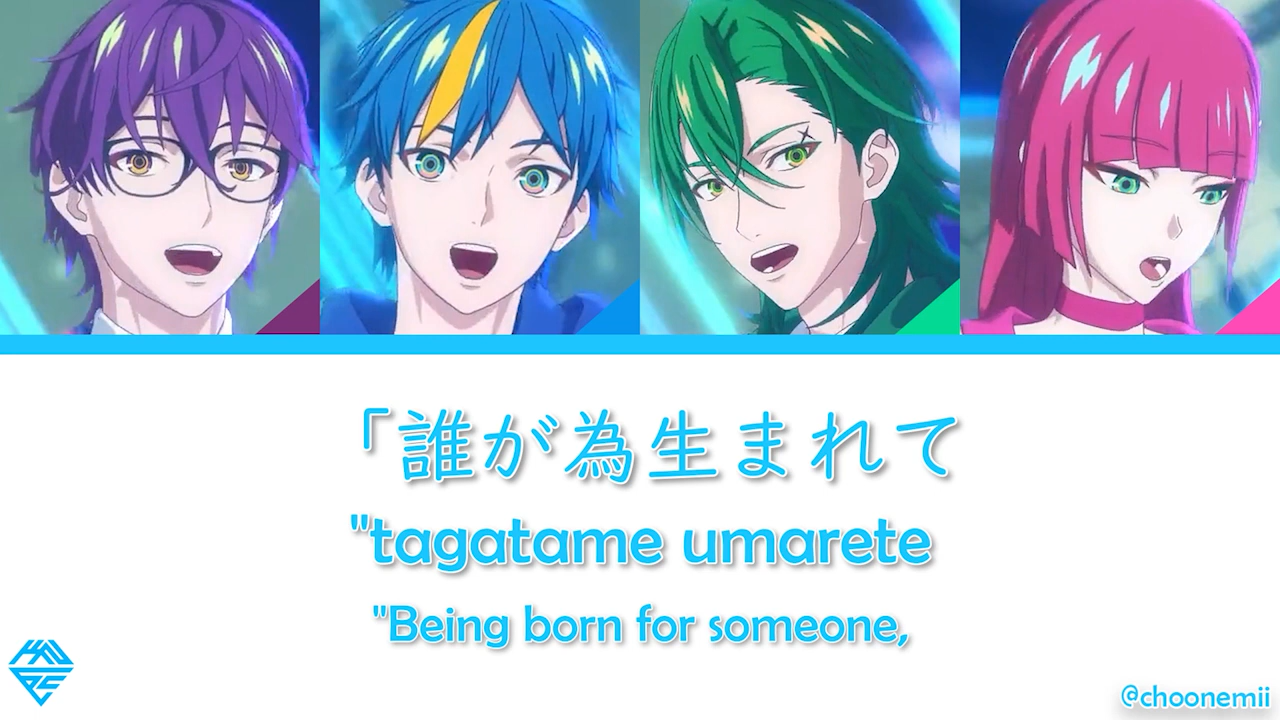 「誰が為生まれて
"tagatame umarete
"Being born for someone,
@choonemii